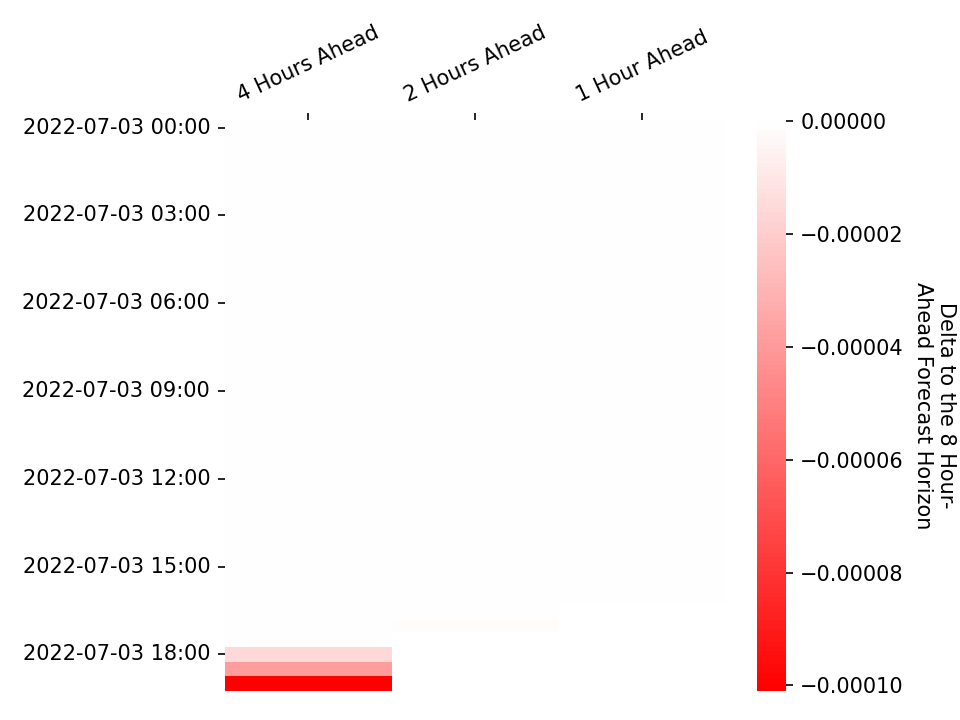 4 Hours Ahead
2 Hours Ahead
1 Hour Ahead
2022-07-03 00:00
2022-07-03 03:00
2022-07-03 06:00
2022-07-03 09:00
2022-07-03 12:00
2022-07-03 15:00
2022-07-03 18:00
0.00000
−0.00002
−0.00004
−0.00006
−0.00008
−0.00010
Delta to the 8 Hour-
Ahead Forecast Horizon